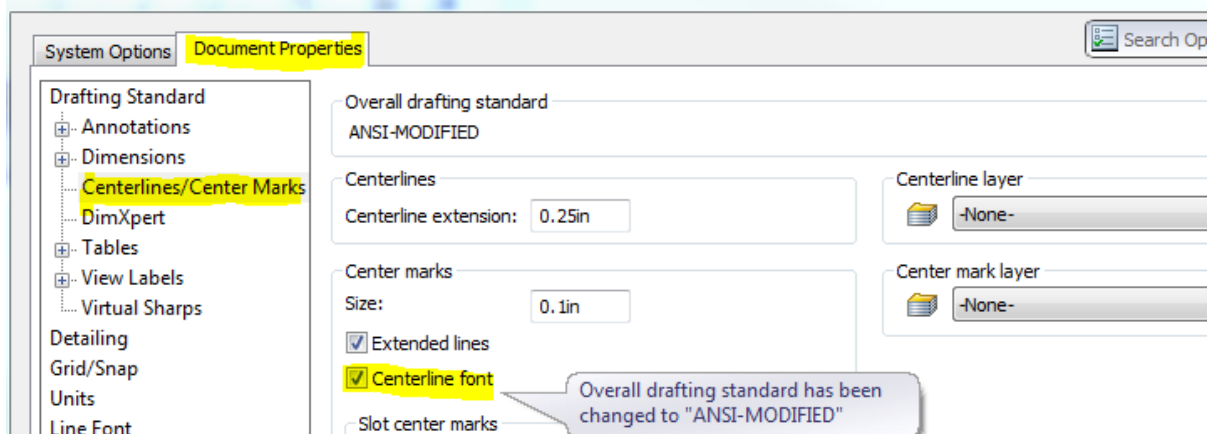 System Options
Document Properties
Search Op
Drafting Standard
Annotations
Dimensions
Centerlines/Center Marks
DimXpert
Tables
View Labels
Virtual Sharps
Detailing
Grid/Snap
Units
Line Font
Overall drafting standard
ANSI-MODIFIED
Centerlines
Centerline extension: 0.25in
Centerline layer
-None-
Center marks
Size: 0.1in
Extended lines
Centerline font
Slot center marks
Center mark layer
-None-
Overall drafting standard has been
changed to "ANSI-MODIFIED"